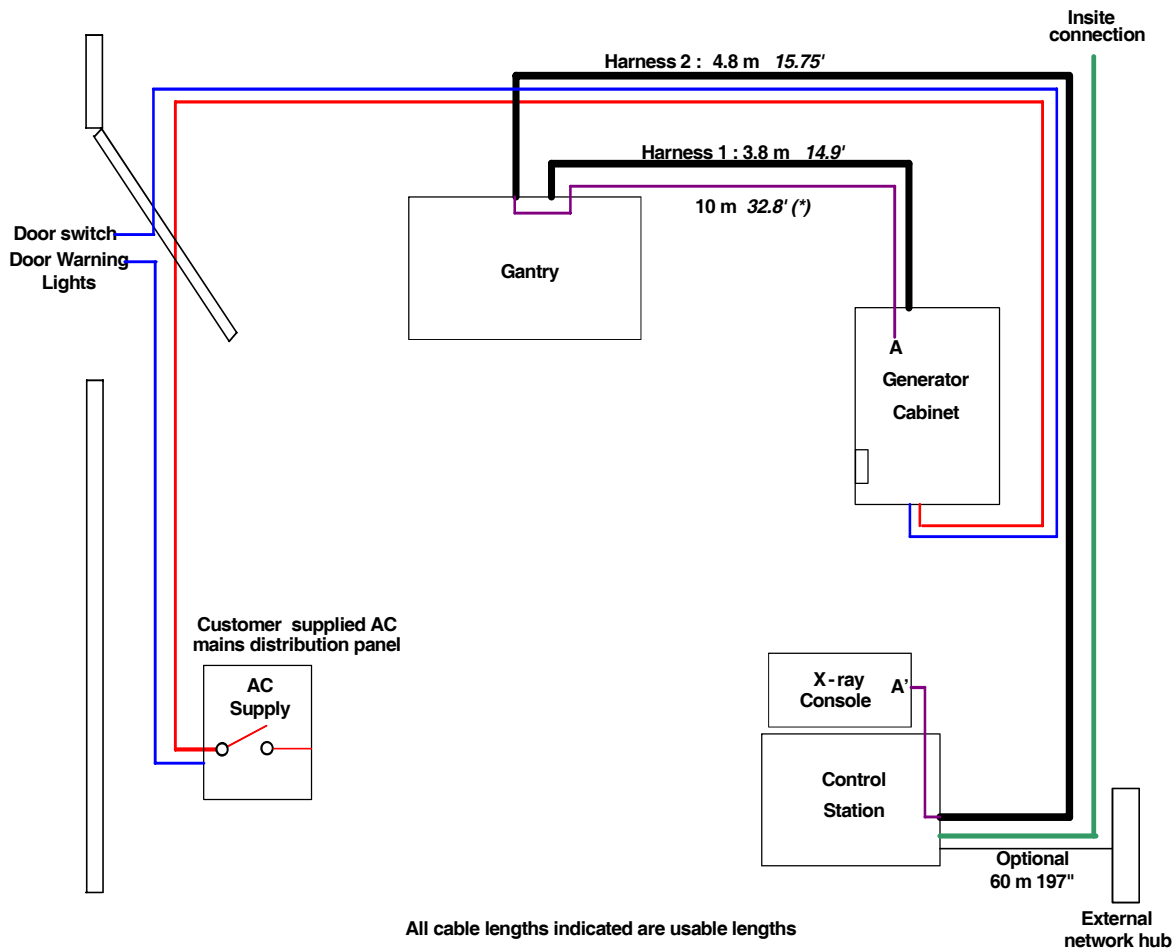 Insite
connection
Harness 2 : 4.8 m 15.75'
Harness 1 : 3.8 m 14.9'
10 m 32.8' (*)
Door switch
Door Warning
Lights
Gantry
A
Generator
Cabinet
Customer supplied AC
mains distribution panel
AC
Supply
X - ray
Console
A'
Control
Station
Optional
60 m 197"
External
network hub
All cable lengths indicated are usable lengths